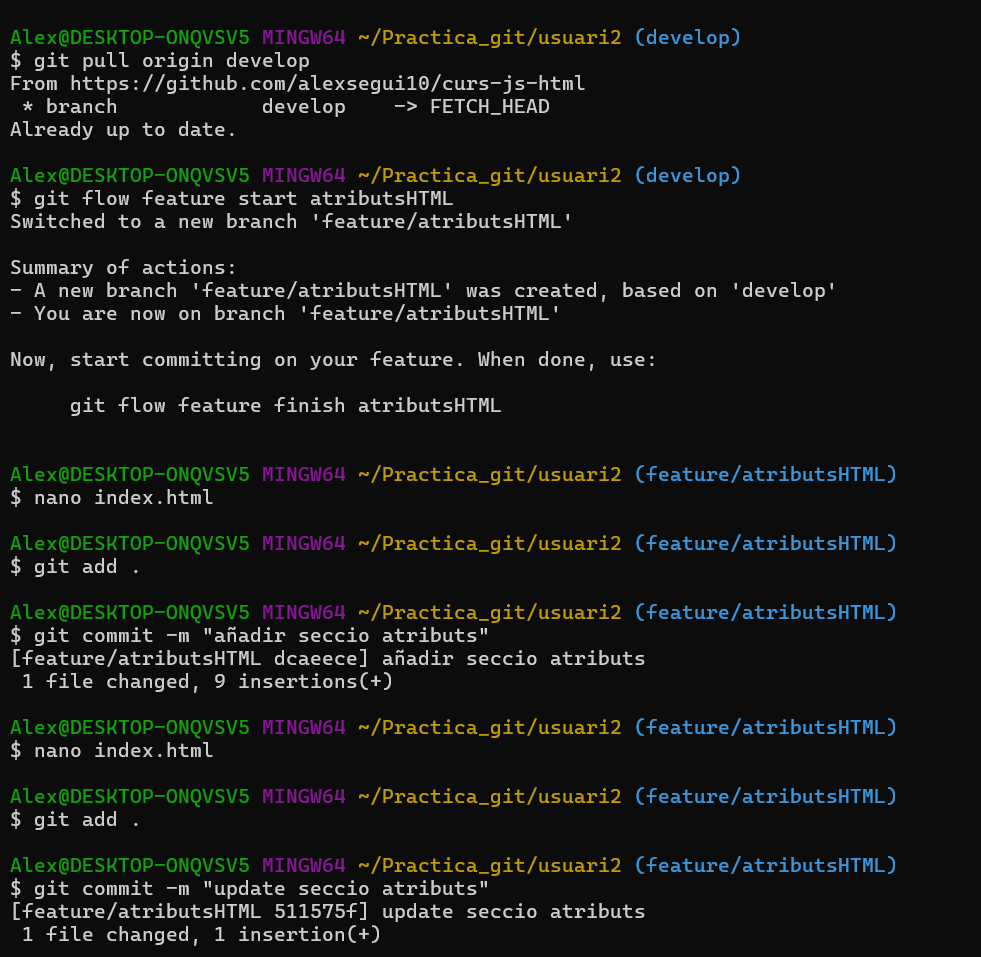 Alex@DESKTOP-ONQVSV5 MINGW64 ~/Practica_git/usuari2 (develop)
$ git pull origin develop
From https://github.com/alexsegui10/curs-js-html
 * branch            develop    -> FETCH_HEAD
Already up to date.

Alex@DESKTOP-ONQVSV5 MINGW64 ~/Practica_git/usuari2 (develop)
$ git flow feature start atributsHTML
Switched to a new branch 'feature/atributsHTML'

Summary of actions:
- A new branch 'feature/atributsHTML' was created, based on 'develop'
- You are now on branch 'feature/atributsHTML'

Now, start committing on your feature. When done, use:

     git flow feature finish atributsHTML

Alex@DESKTOP-ONQVSV5 MINGW64 ~/Practica_git/usuari2 (feature/atributsHTML)
$ nano index.html

Alex@DESKTOP-ONQVSV5 MINGW64 ~/Practica_git/usuari2 (feature/atributsHTML)
$ git add .

Alex@DESKTOP-ONQVSV5 MINGW64 ~/Practica_git/usuari2 (feature/atributsHTML)
$ git commit -m "añadir seccio atributs"
[feature/atributsHTML dcaeece] añadir seccio atributs
 1 file changed, 9 insertions(+)

Alex@DESKTOP-ONQVSV5 MINGW64 ~/Practica_git/usuari2 (feature/atributsHTML)
$ nano index.html

Alex@DESKTOP-ONQVSV5 MINGW64 ~/Practica_git/usuari2 (feature/atributsHTML)
$ git add .

Alex@DESKTOP-ONQVSV5 MINGW64 ~/Practica_git/usuari2 (feature/atributsHTML)
$ git commit -m "update seccio atributs"
[feature/atributsHTML 511575f] update seccio atributs
 1 file changed, 1 insertion(+)